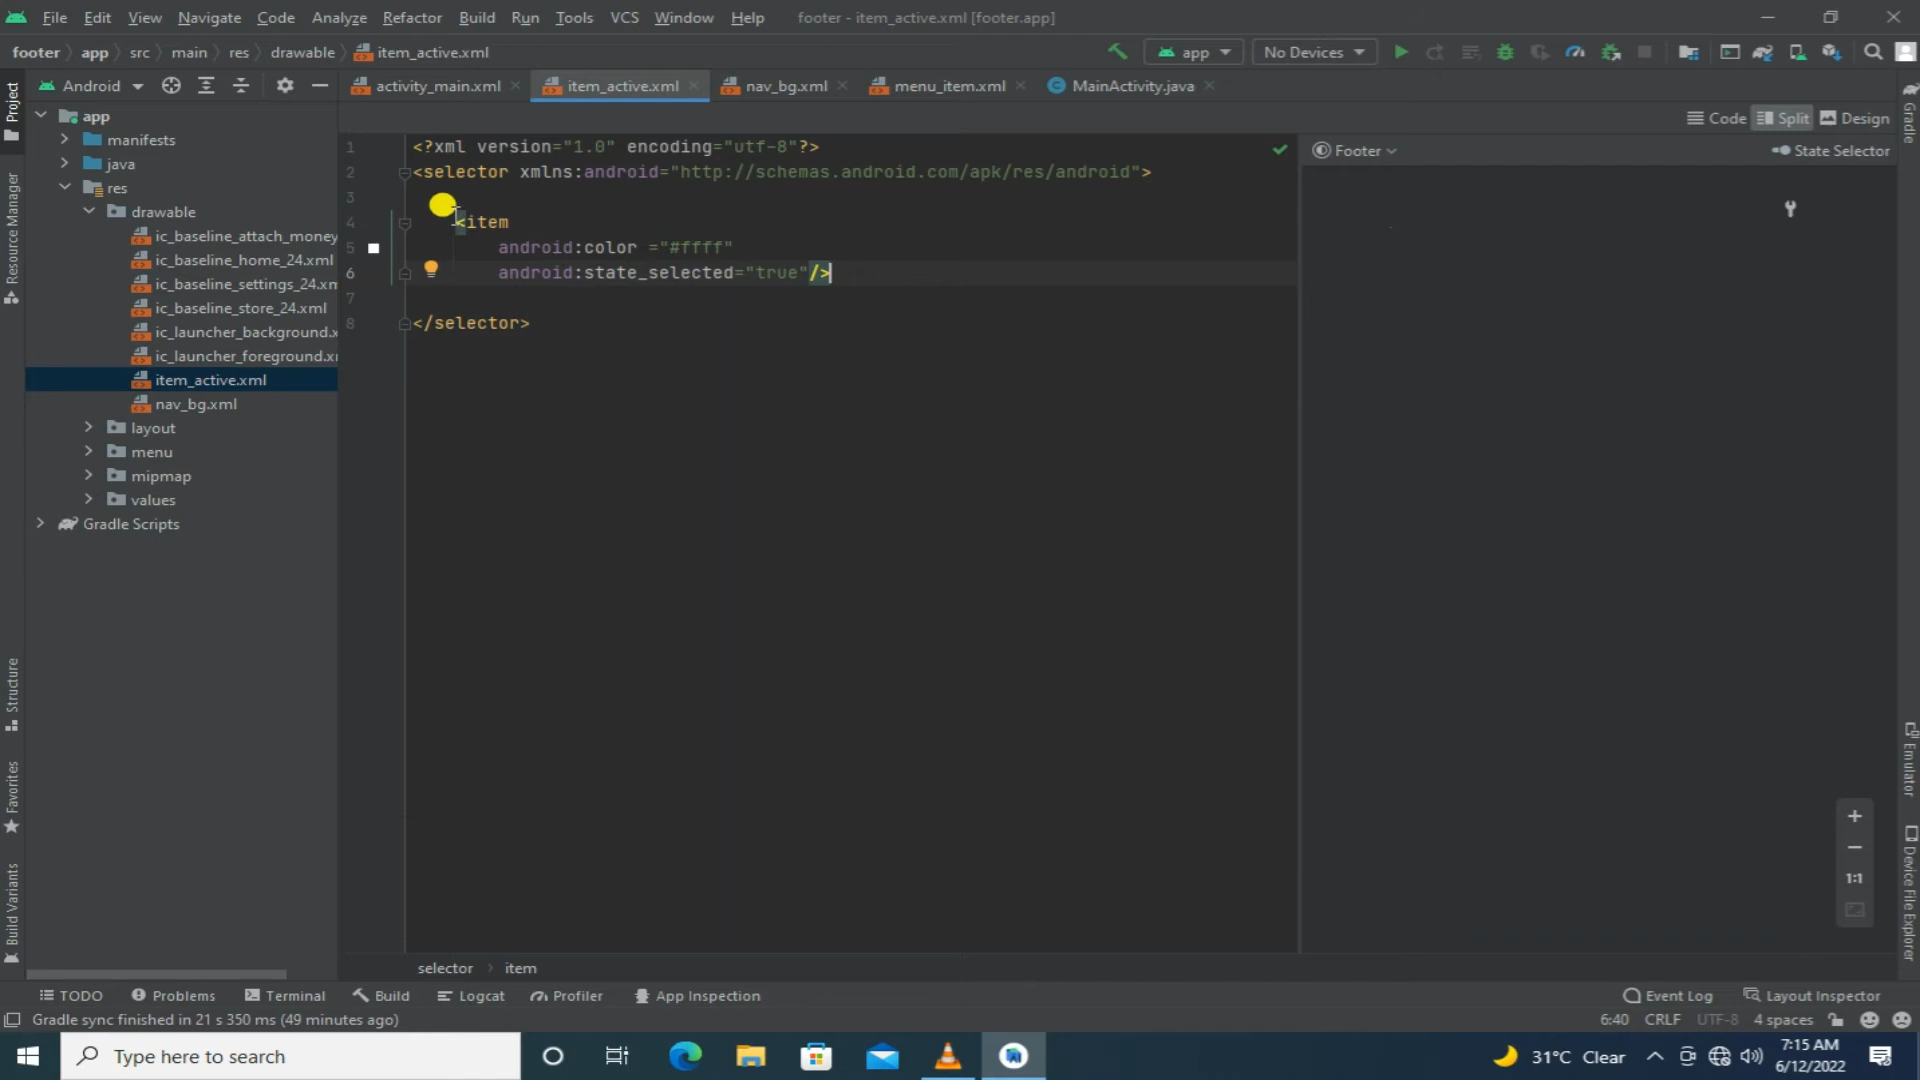 File Edit View Navigate Code Analyze Refactor Build Run Tools VCS Window Help footer - item_active.xml [footer.app]
footer app src main res drawable item_active.xml app No Devices
Android activity_main.xml item_active.xml nav_bg.xml menu_item.xml MainActivity.java
Code Split Design
Project
Resource Manager
Structure
Favorites
Build Variants
app
manifests
java
res
drawable
ic_baseline_attach_money
ic_baseline_home_24.xml
ic_baseline_settings_24.xm
ic_baseline_store_24.xml
ic_launcher_background.x
ic_launcher_foreground.xm
item_active.xml
nav_bg.xml
layout
menu
mipmap
values
Gradle Scripts
1 <?xml version="1.0" encoding="utf-8"?>
2 <selector xmlns:android="http://schemas.android.com/apk/res/android">
3
4 <item
5 android:color ="#ffff"
6 android:state_selected="true"/>
7
8 </selector>
Footer State Selector
1:1
Gradle
Emulator
Device File Explorer
selector item
TODO Problems Terminal Build Logcat Profiler App Inspection Event Log Layout Inspector
Gradle sync finished in 21 s 350 ms (49 minutes ago) 6:40 CRLF UTF-8 4 spaces
Type here to search 31°C Clear 7:15 AM
6/12/2022